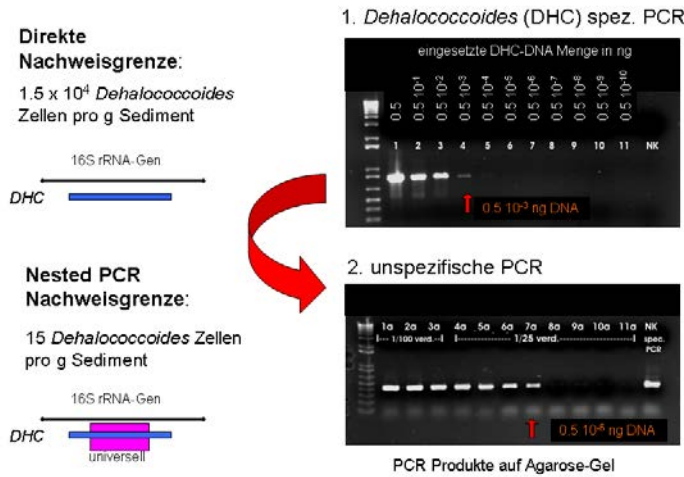 Direkte
Nachweisgrenze:
1.5 x 10⁴ Dehalococcoides
Zellen pro g Sediment
16S rRNA-Gen
DHC
Nested PCR
Nachweisgrenze:
15 Dehalococcoides Zellen
pro g Sediment
16S rRNA-Gen
DHC
universell
1. Dehalococcoides (DHC) spez. PCR
eingesetzte DHC-DNA Menge in ng
0.5
0.5 10⁻¹
0.5 10⁻²
0.5 10⁻³
0.5 10⁻⁴
0.5 10⁻⁵
0.5 10⁻⁶
0.5 10⁻⁷
0.5 10⁻⁸
0.5 10⁻⁹
0.5 10⁻¹⁰
1 2 3 4 5 6 7 8 9 10 11 NK
0.5 10⁻³ ng DNA
2. unspezifische PCR
1a 2a 3a 4a 5a 6a 7a 8a 9a 10a 11a NK
1/100 verd. 1/25 verd. spec.
PCR
0.5 10⁻⁶ ng DNA
PCR Produkte auf Agarose-Gel